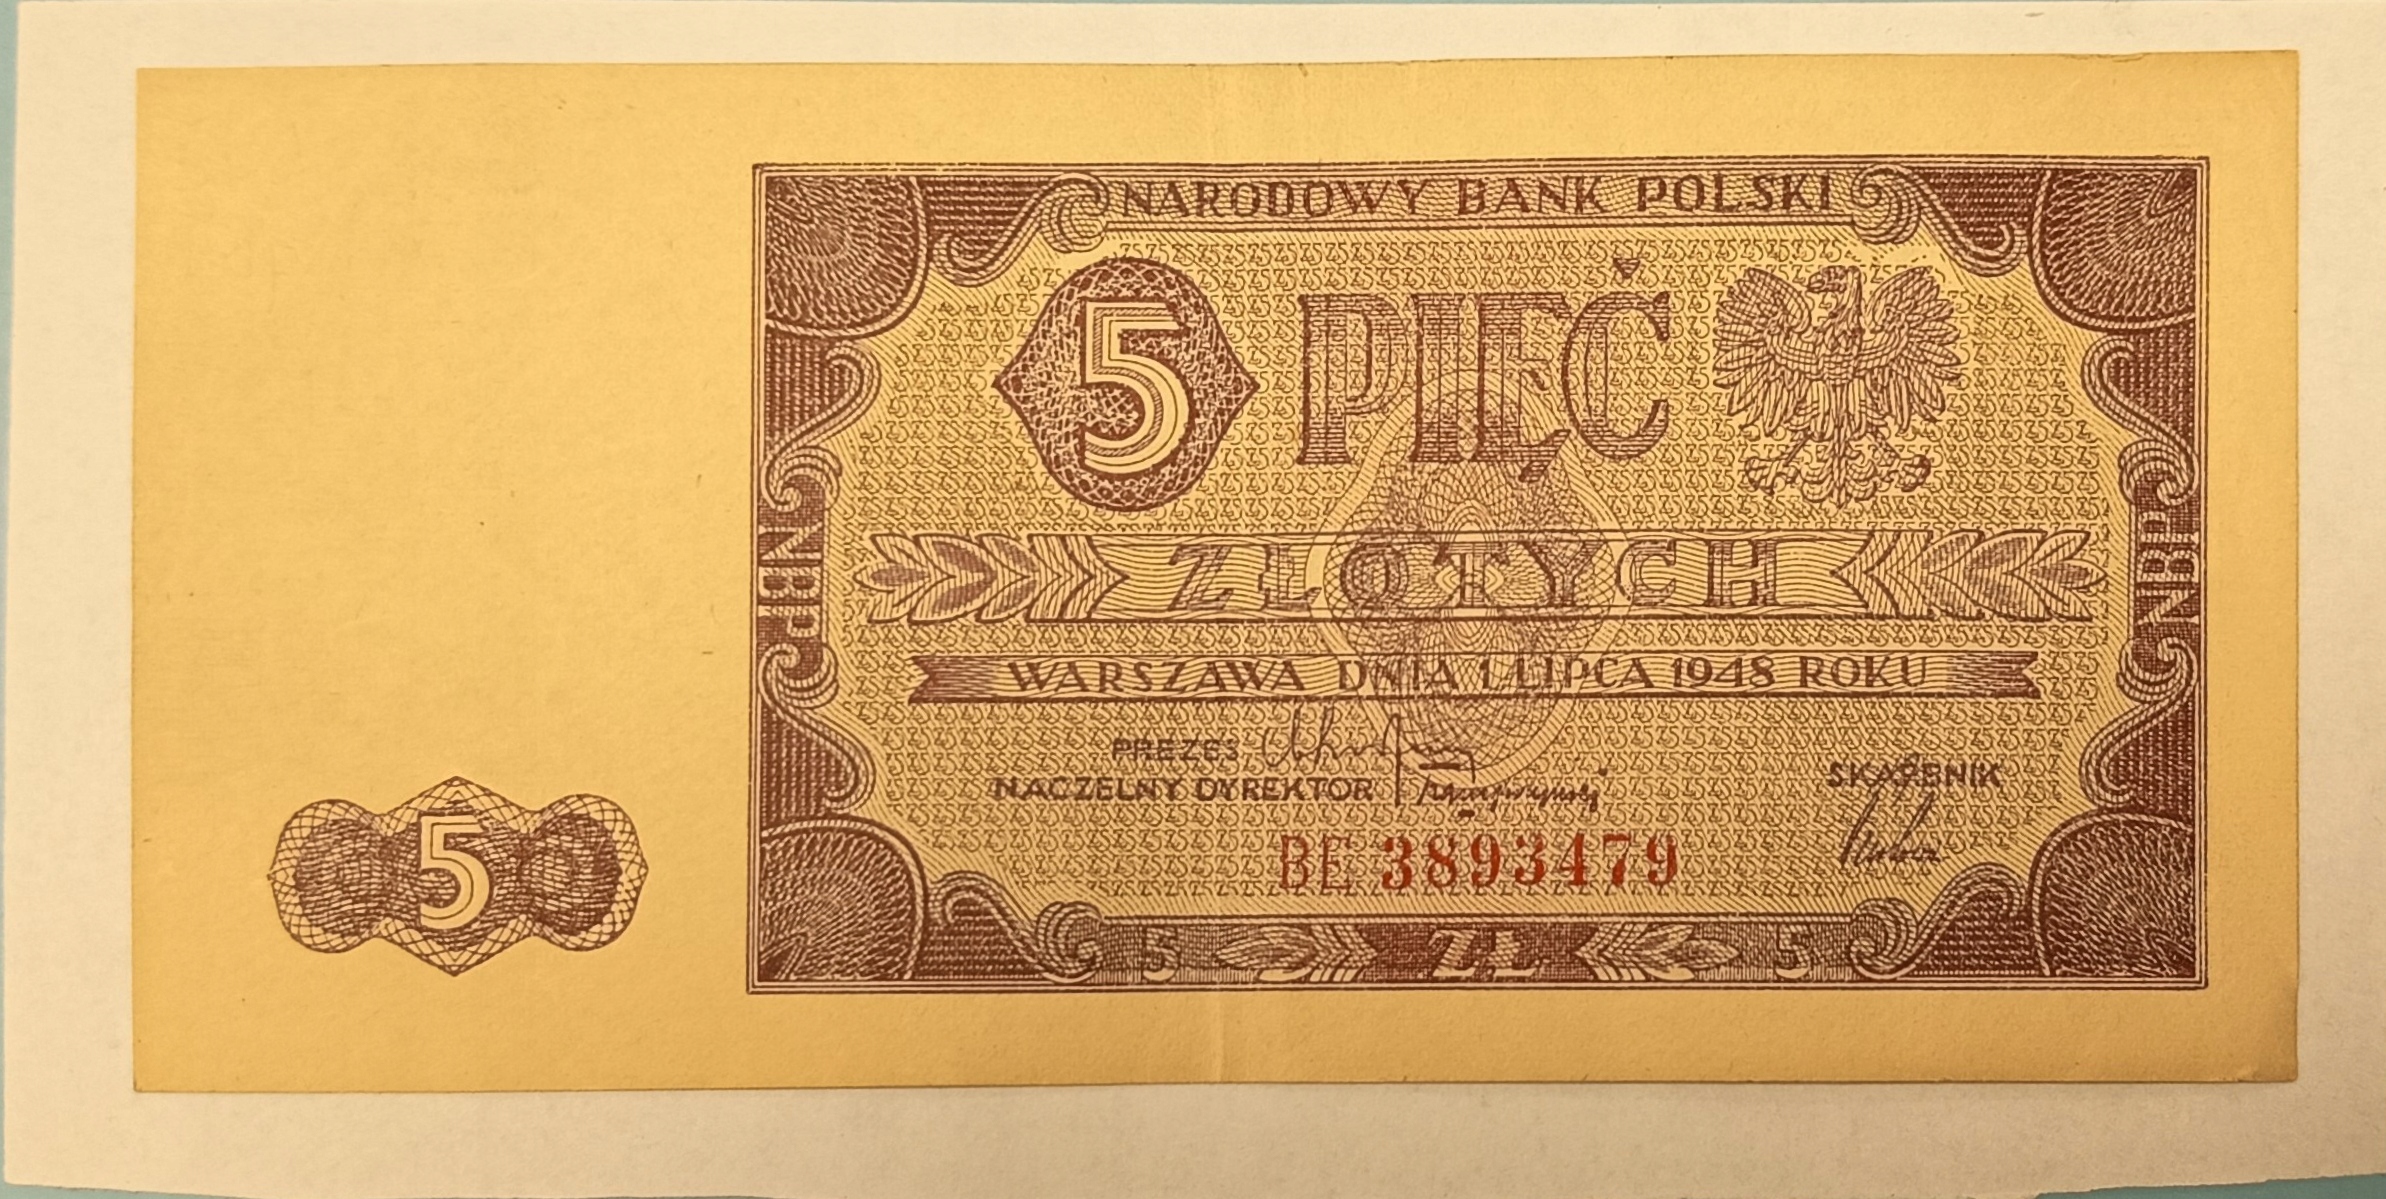 NARODOWY BANK POLSKI
5 PIĘĆ
ZŁOTYCH
WARSZAWA DNIA 1 LIPCA 1948 ROKU
PREZES
NACZELNY DYREKTOR
SKARBNIK
BE 3893479
5 ZŁ 5
NBP
NBP
5